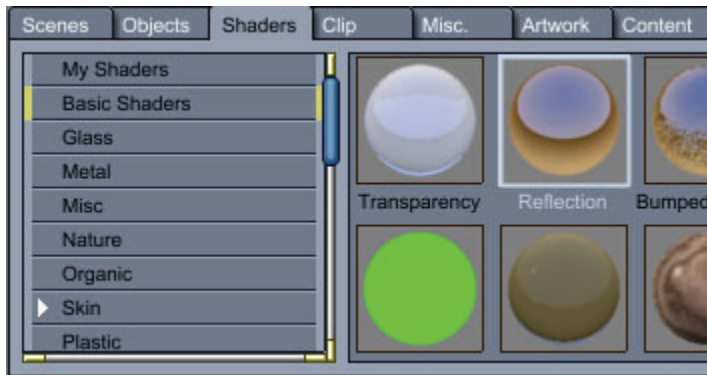 Scenes Objects Shaders Clip Misc. Artwork Content
My Shaders
Basic Shaders
Glass
Metal
Misc
Nature
Organic
Skin
Plastic
Transparency Reflection Bumped